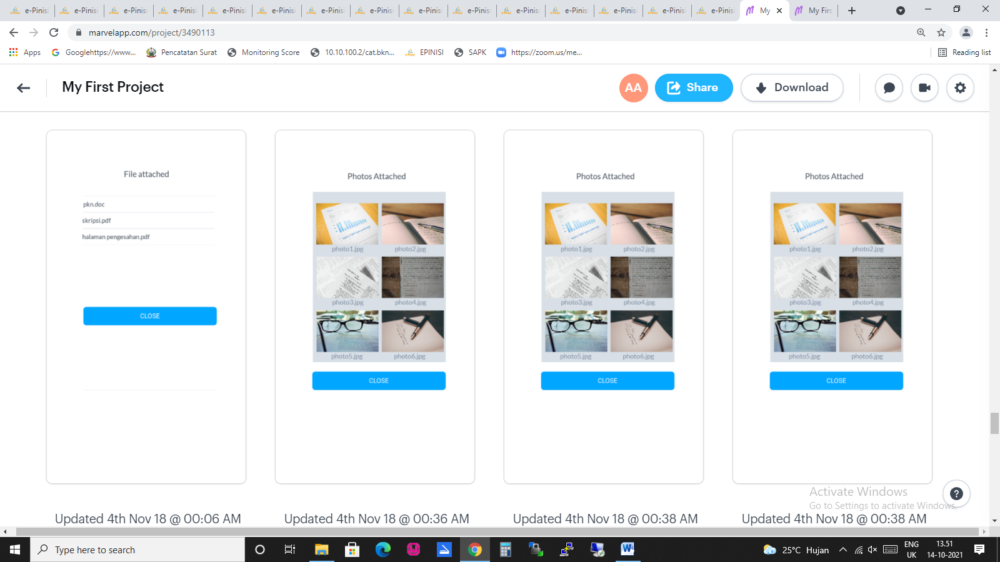 e-Pinis e-Pinis e-Pinis e-Pinis e-Pinis e-Pinis e-Pinis e-Pinis e-Pinis e-Pinis e-Pinis e-Pinis e-Pinis e-Pinis e-Pinis My My Firs
marvelapp.com/project/3490113
Apps Googlehttps://www... Pencatatan Surat Monitoring Score 10.10.100.2/cat.bkn... EPINISI SAPK https://zoom.us/me... Reading list
My First Project AA Share Download
File attached
pkn.doc
skripsi.pdf
halaman pengesahan.pdf
CLOSE
Photos Attached
photo1.jpg photo2.jpg
photo3.jpg photo4.jpg
photo5.jpg photo6.jpg
CLOSE
Photos Attached
photo1.jpg photo2.jpg
photo3.jpg photo4.jpg
photo5.jpg photo6.jpg
CLOSE
Photos Attached
photo1.jpg photo2.jpg
photo3.jpg photo4.jpg
photo5.jpg photo6.jpg
CLOSE
Activate Windows
Go to Settings to activate Windows.
Updated 4th Nov 18 @ 00:06 AM Updated 4th Nov 18 @ 00:36 AM Updated 4th Nov 18 @ 00:38 AM Updated 4th Nov 18 @ 00:38 AM
Type here to search
25°C Hujan
ENG
UK
13.51
14-10-2021